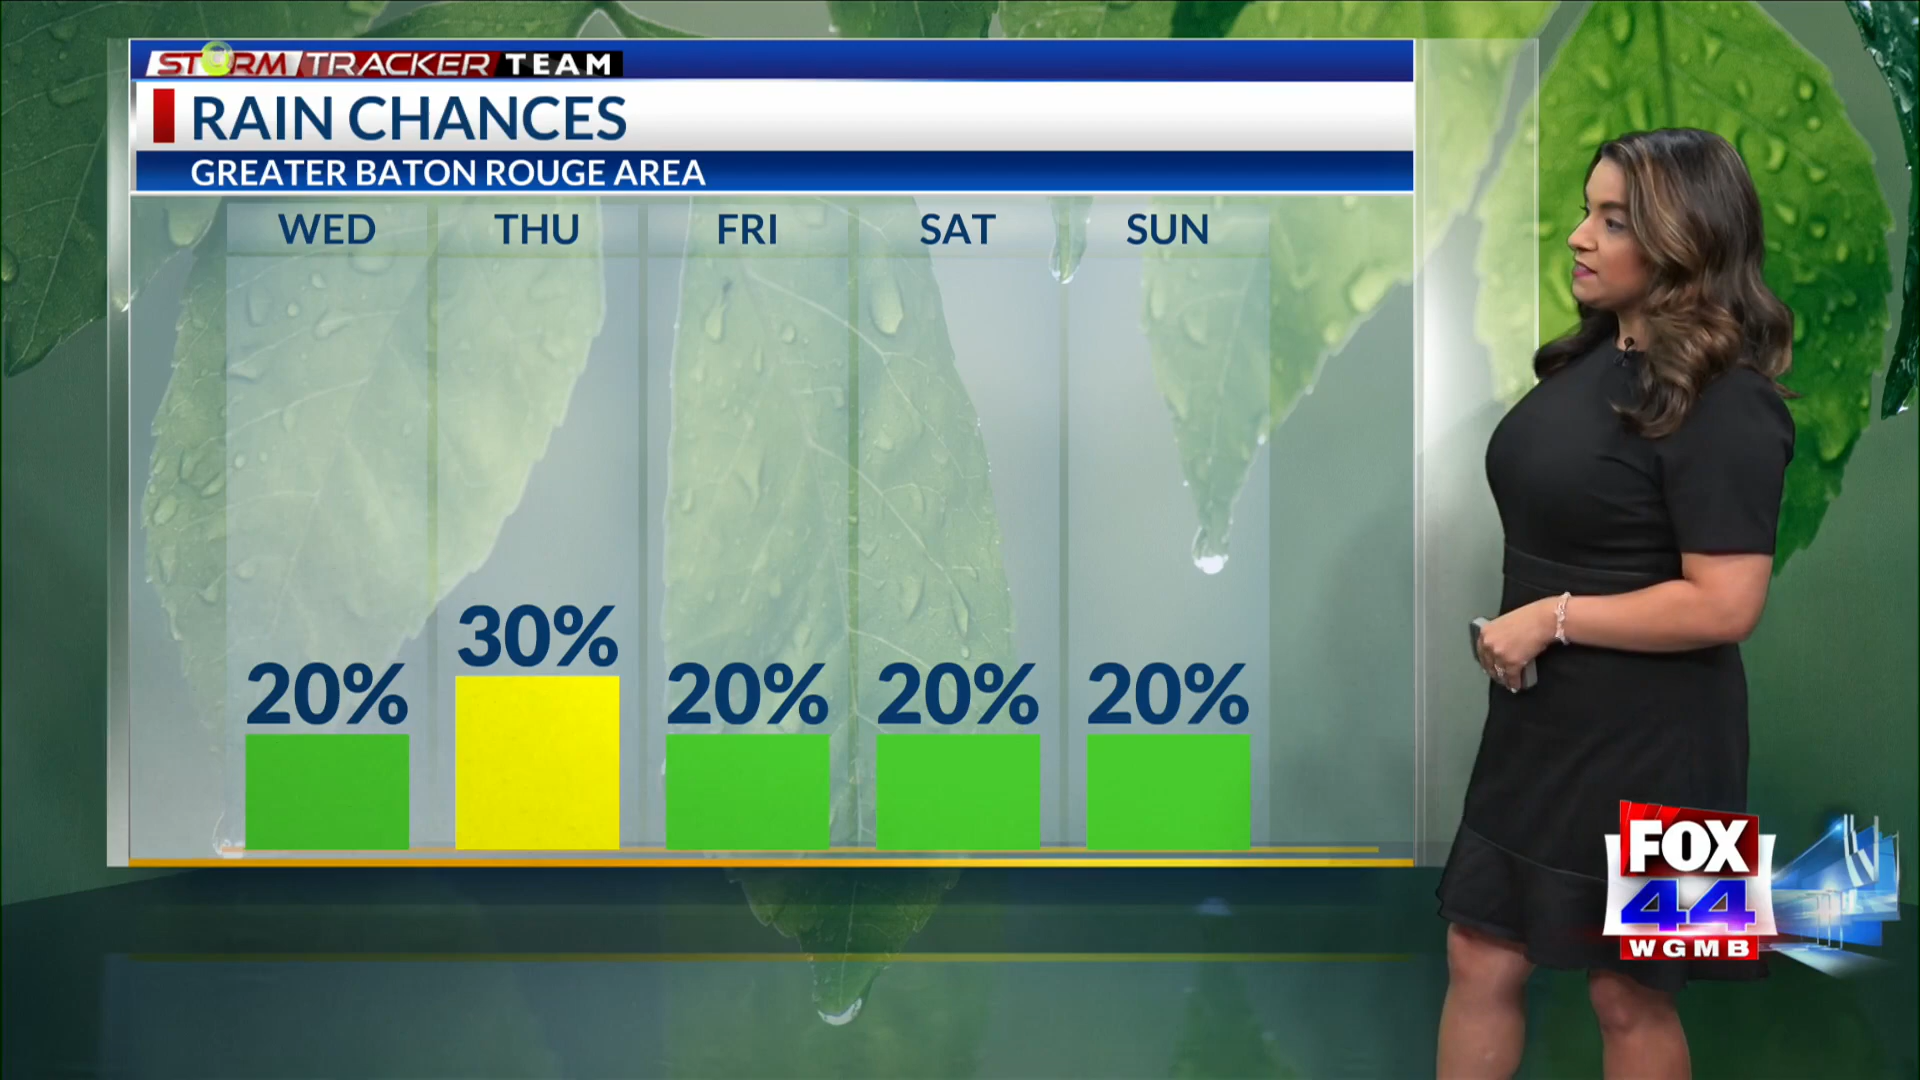 STORM TRACKER TEAM
RAIN CHANCES
GREATER BATON ROUGE AREA
WED THU FRI SAT SUN
20% 30% 20% 20% 20%
FOX
44
WGMB